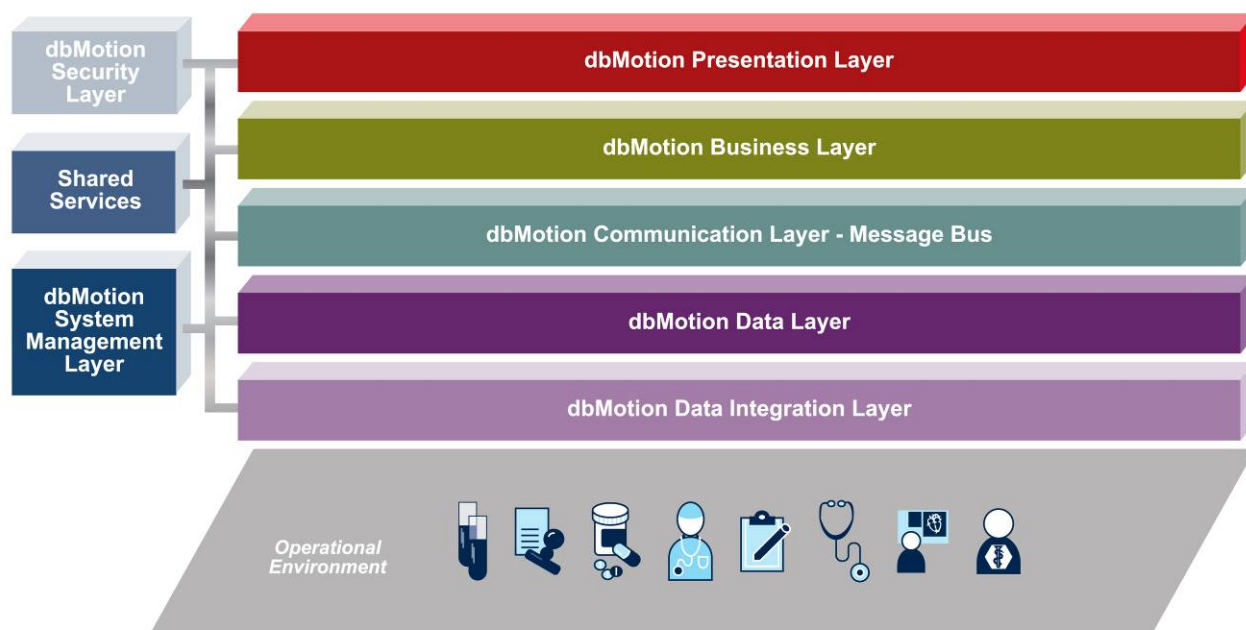 dbMotion
Security
Layer
Shared
Services
dbMotion
System
Management
Layer
dbMotion Presentation Layer
dbMotion Business Layer
dbMotion Communication Layer - Message Bus
dbMotion Data Layer
dbMotion Data Integration Layer
Operational
Environment